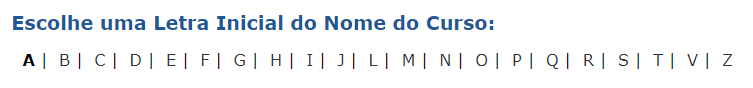 Escolhe uma Letra Inicial do Nome do Curso:
A | B | C | D | E | F | G | H | I | J | L | M | N | O | P | Q | R | S | T | V | Z